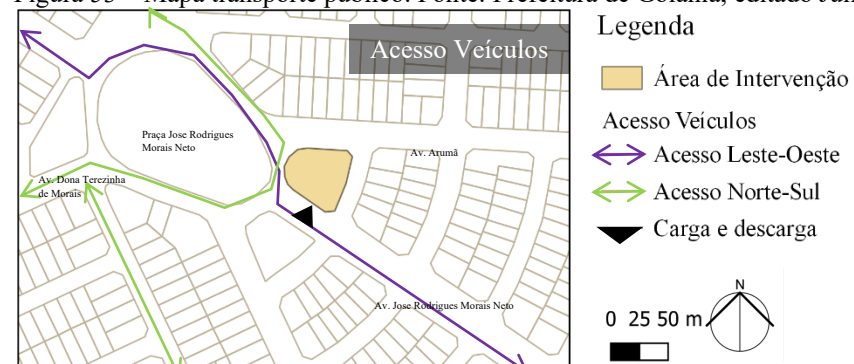 Acesso Veículos
Praça Jose Rodrigues
Morais Neto
Av. Arumã
Av. Dona Terezinha
de Morais
Av. Jose Rodrigues Morais Neto
Legenda
Área de Intervenção
Acesso Veículos
Acesso Leste-Oeste
Acesso Norte-Sul
Carga e descarga
N
0 25 50 m